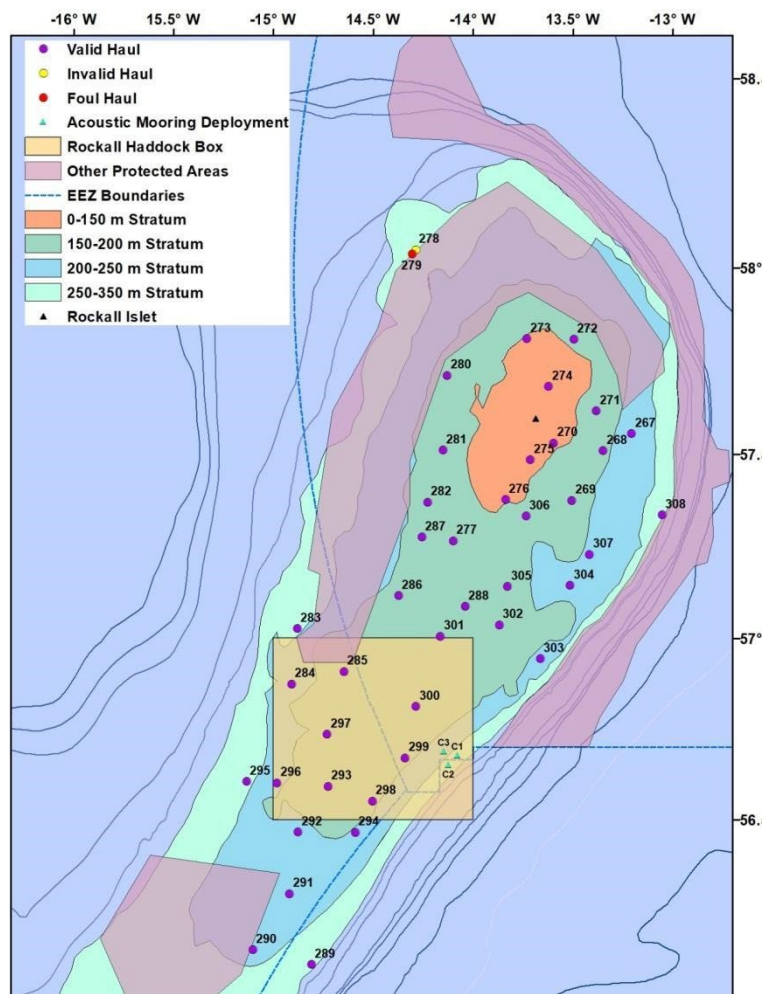 -16° W
-15° W
-14.5° W
-14° W
-13.5° W
-13° W
Valid Haul
Invalid Haul
Foul Haul
Acoustic Mooring Deployment
Rockall Haddock Box
Other Protected Areas
EEZ Boundaries
0-150 m Stratum
150-200 m Stratum
200-250 m Stratum
250-350 m Stratum
Rockall Islet
58.
278
58°
279
273
272
280
274
271
267
281
270
268
57.
275
282
276
306
269
308
287
277
307
286
305
304
288
283
301
302
57°
285
303
284
300
297
C3
C1
299
C2
295
296
293
298
56.
292
294
291
290
289